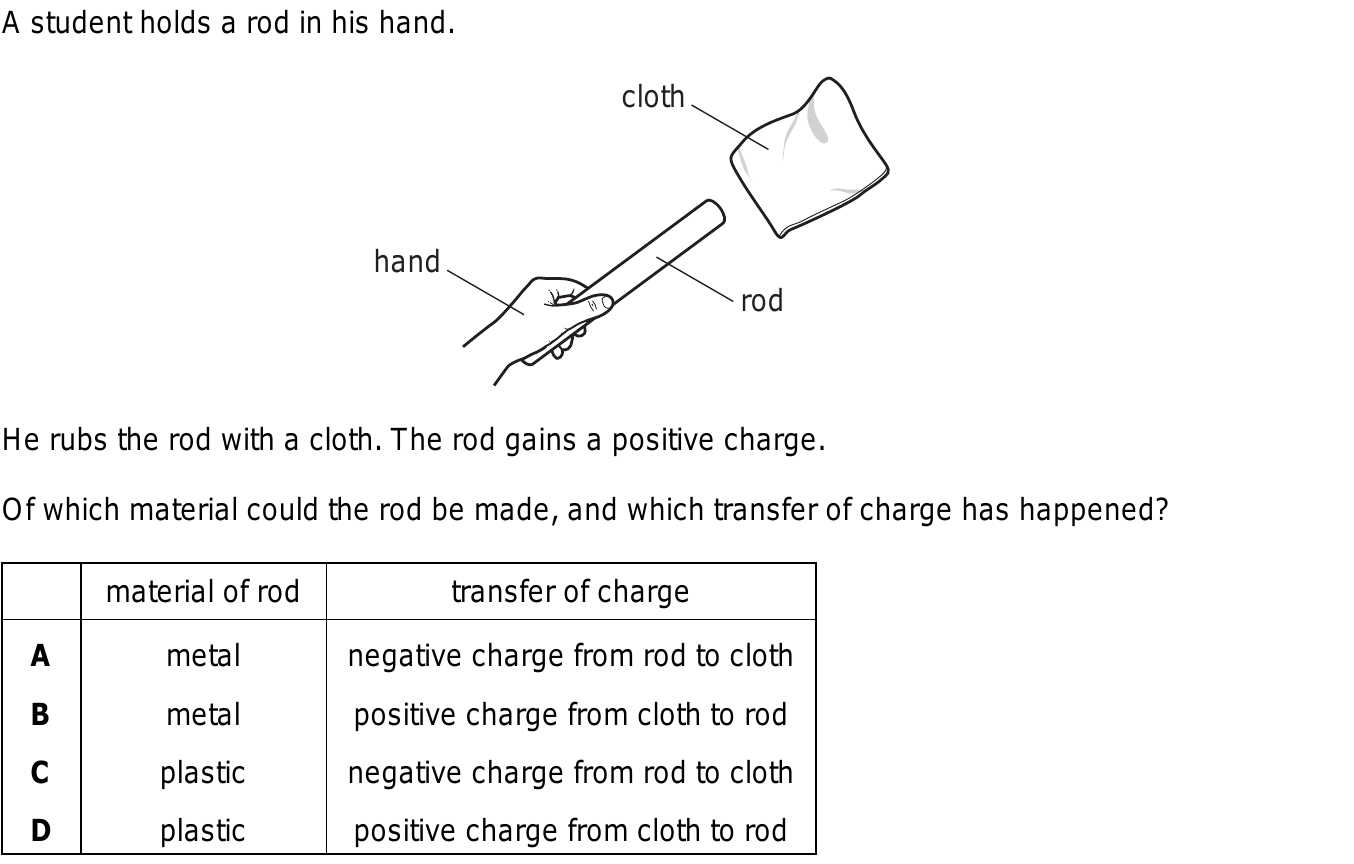 A student holds a rod in his hand.
cloth
hand
rod
He rubs the rod with a cloth. The rod gains a positive charge.
Of which material could the rod be made, and which transfer of charge has happened?
material of rod transfer of charge
A metal negative charge from rod to cloth
B metal positive charge from cloth to rod
C plastic negative charge from rod to cloth
D plastic positive charge from cloth to rod